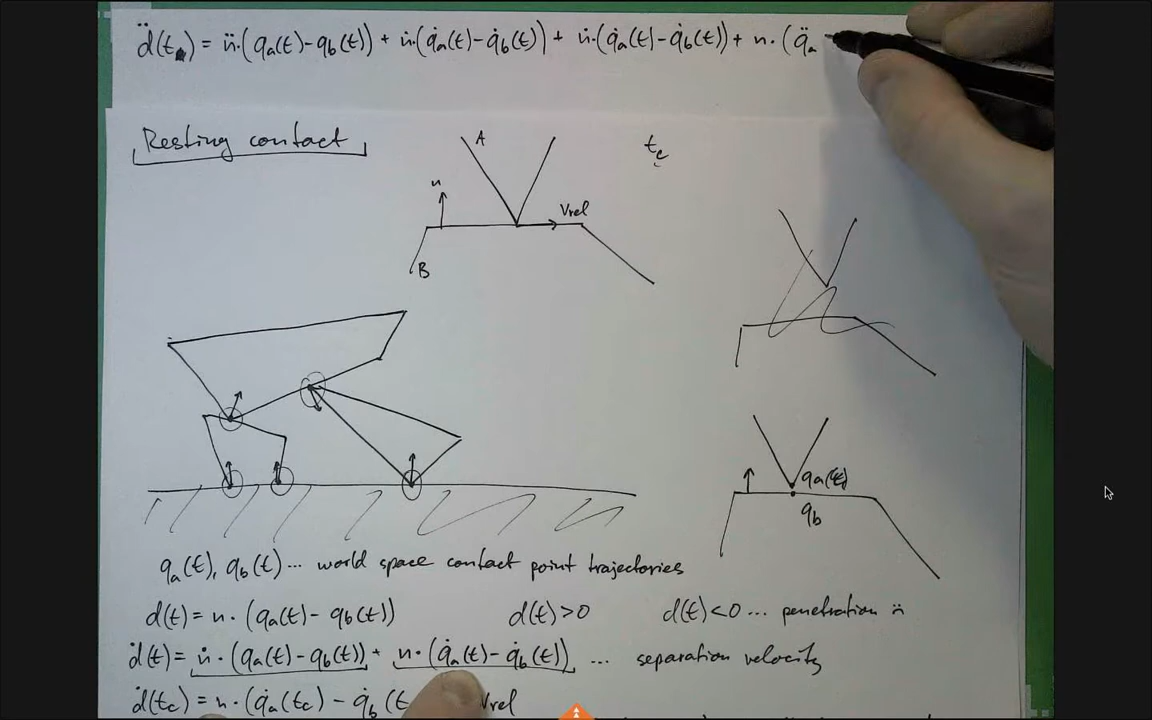 d̈(t) = n̈·(qa(t)-qb(t)) + ṅ·(q̇a(t)-q̇b(t)) + ṅ·(q̇a(t)-q̇b(t)) + n·(q̈a
Resting contact
A
tc
n
Vrel
B
qa(t)
qb
qa(t), qb(t)... world space contact point trajectories
d(t) = n·(qa(t)-qb(t)) d(t)>0 d(t)<0 ... penetration
ḋ(t) = ṅ·(qa(t)-qb(t)) + n·(q̇a(t)-q̇b(t)) ... separation velocity
ḋ(tc) = n·(q̇a(tc) - q̇b(t Vrel